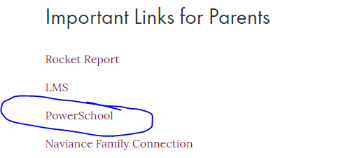 Important Links for Parents
Rocket Report
LMS
PowerSchool
Naviance Family Connection